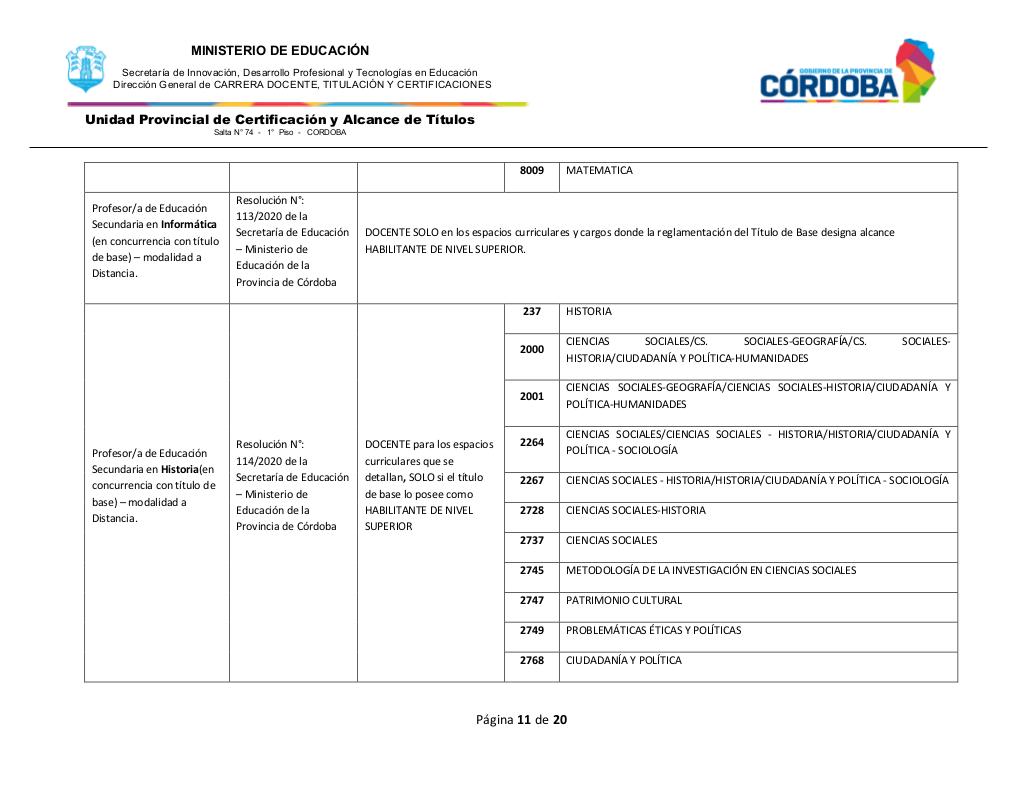 MINISTERIO DE EDUCACIÓN
Secretaría de Innovación, Desarrollo Profesional y Tecnologías en Educación
Dirección General de CARRERA DOCENTE, TITULACIÓN Y CERTIFICACIONES
GOBIERNO DE LA PROVINCIA DE
CÓRDOBA
Unidad Provincial de Certificación y Alcance de Títulos
Salta N° 74 - 1° Piso - CORDOBA
8009 MATEMATICA
Profesor/a de Educación
Secundaria en Informática
(en concurrencia con título
de base) – modalidad a
Distancia.
Resolución N°:
113/2020 de la
Secretaría de Educación
– Ministerio de
Educación de la
Provincia de Córdoba
DOCENTE SOLO en los espacios curriculares y cargos donde la reglamentación del Título de Base designa alcance
HABILITANTE DE NIVEL SUPERIOR.
Profesor/a de Educación
Secundaria en Historia(en
concurrencia con título de
base) – modalidad a
Distancia.
Resolución N°:
114/2020 de la
Secretaría de Educación
– Ministerio de
Educación de la
Provincia de Córdoba
DOCENTE para los espacios
curriculares que se
detallan, SOLO si el título
de base lo posee como
HABILITANTE DE NIVEL
SUPERIOR
237 HISTORIA
2000 CIENCIAS SOCIALES/CS. SOCIALES-GEOGRAFÍA/CS. SOCIALES-
HISTORIA/CIUDADANÍA Y POLÍTICA-HUMANIDADES
2001 CIENCIAS SOCIALES-GEOGRAFÍA/CIENCIAS SOCIALES-HISTORIA/CIUDADANÍA Y
POLÍTICA-HUMANIDADES
2264 CIENCIAS SOCIALES/CIENCIAS SOCIALES - HISTORIA/HISTORIA/CIUDADANÍA Y
POLÍTICA - SOCIOLOGÍA
2267 CIENCIAS SOCIALES - HISTORIA/HISTORIA/CIUDADANÍA Y POLÍTICA - SOCIOLOGÍA
2728 CIENCIAS SOCIALES-HISTORIA
2737 CIENCIAS SOCIALES
2745 METODOLOGÍA DE LA INVESTIGACIÓN EN CIENCIAS SOCIALES
2747 PATRIMONIO CULTURAL
2749 PROBLEMÁTICAS ÉTICAS Y POLÍTICAS
2768 CIUDADANÍA Y POLÍTICA
Página 11 de 20